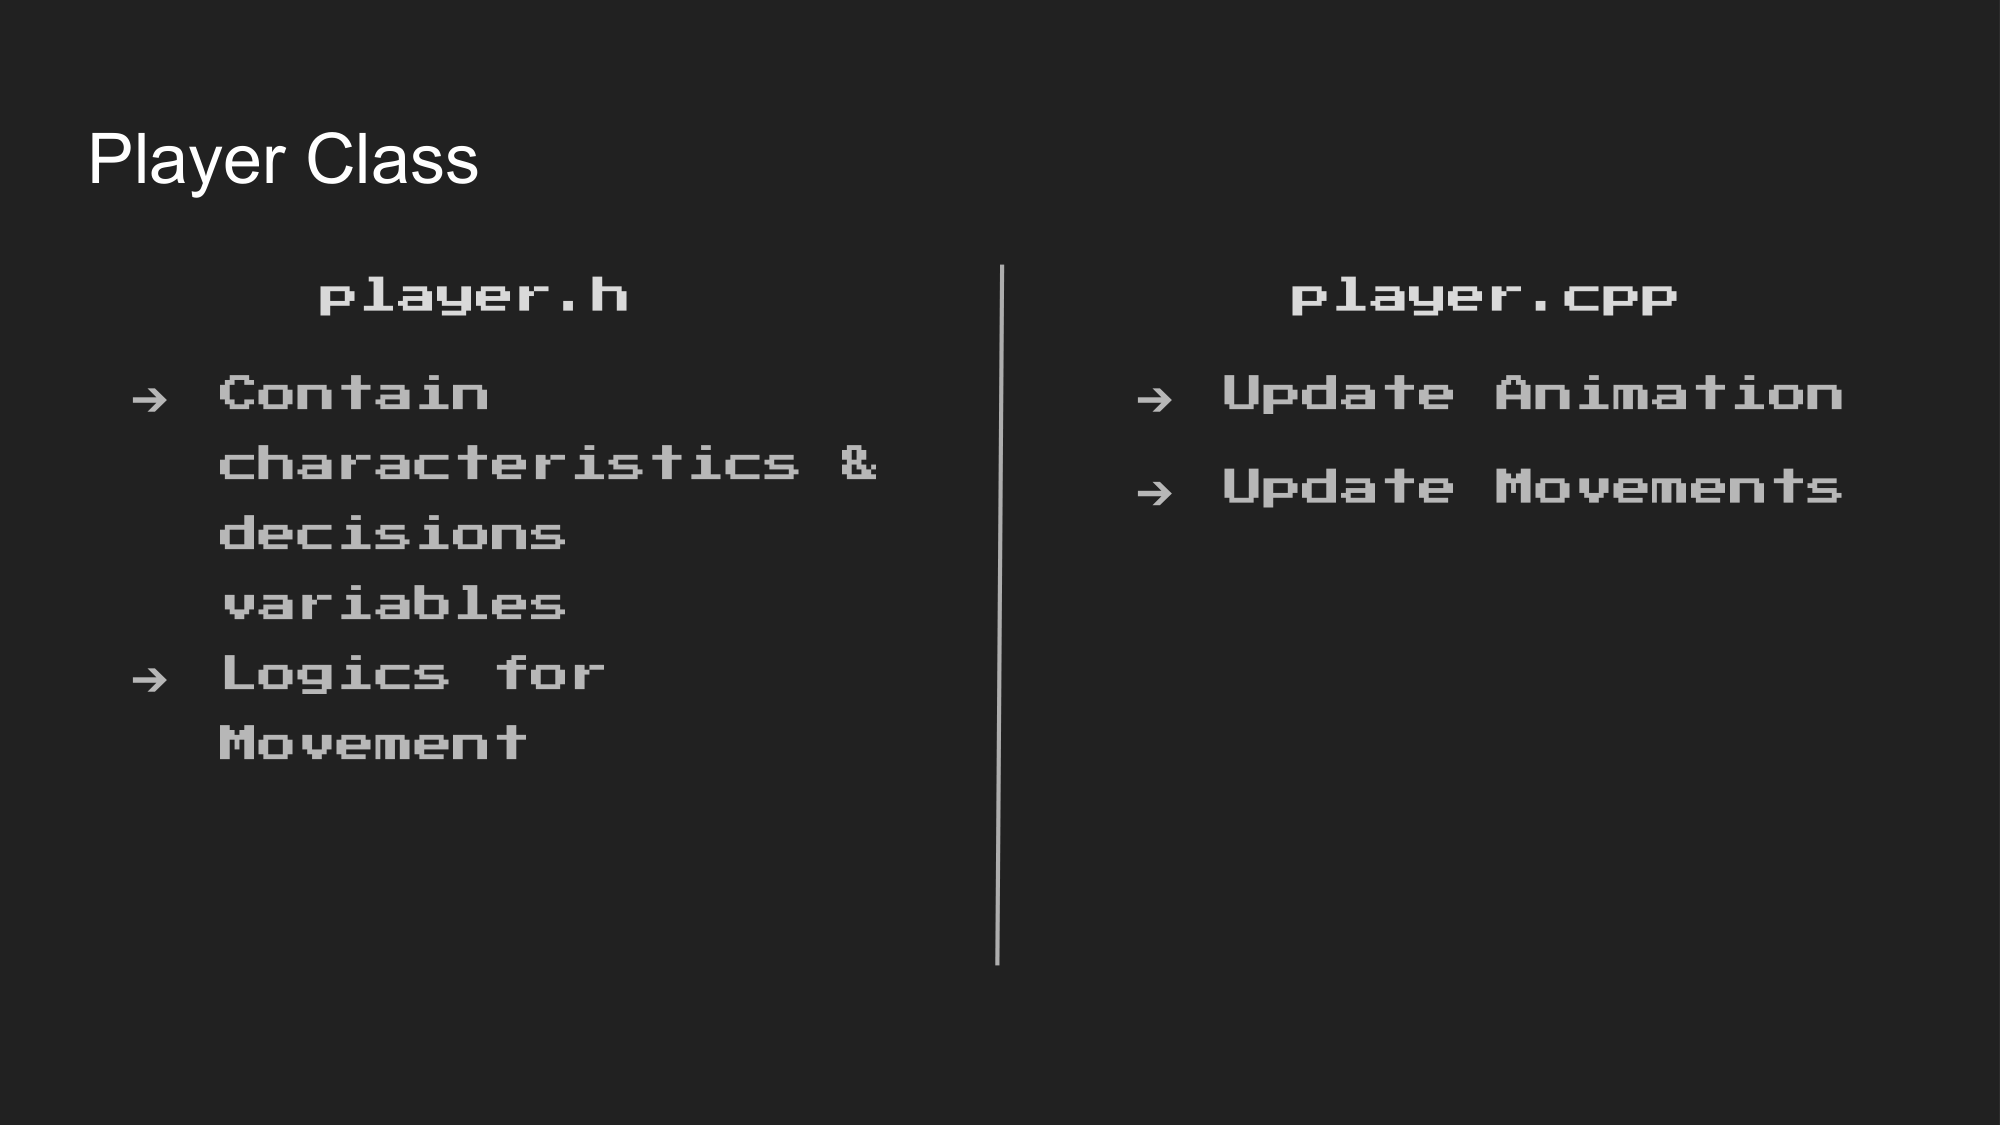 Player Class
player.h
➔ Contain
characteristics &
decisions
variables
➔ Logics for
Movement
player.cpp
➔ Update Animation
➔ Update Movements